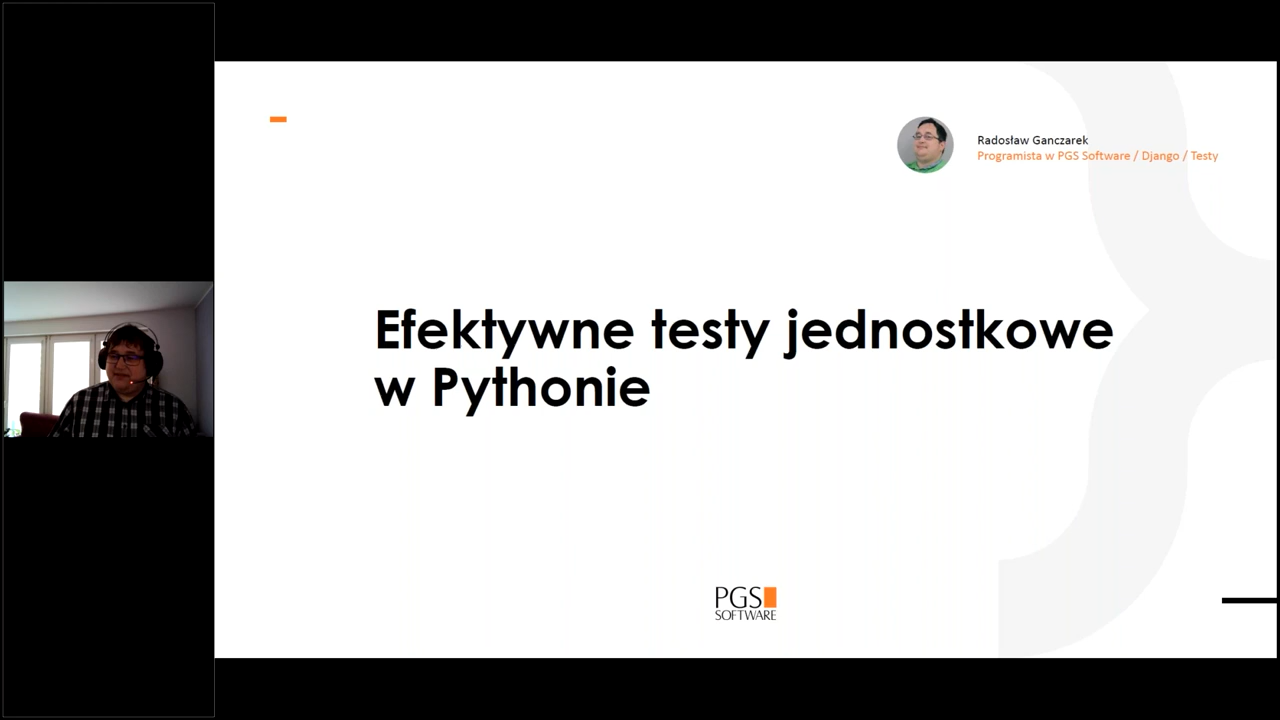 Radosław Ganczarek
Programista w PGS Software / Django / Testy
Efektywne testy jednostkowe
w Pythonie
PGS
SOFTWARE